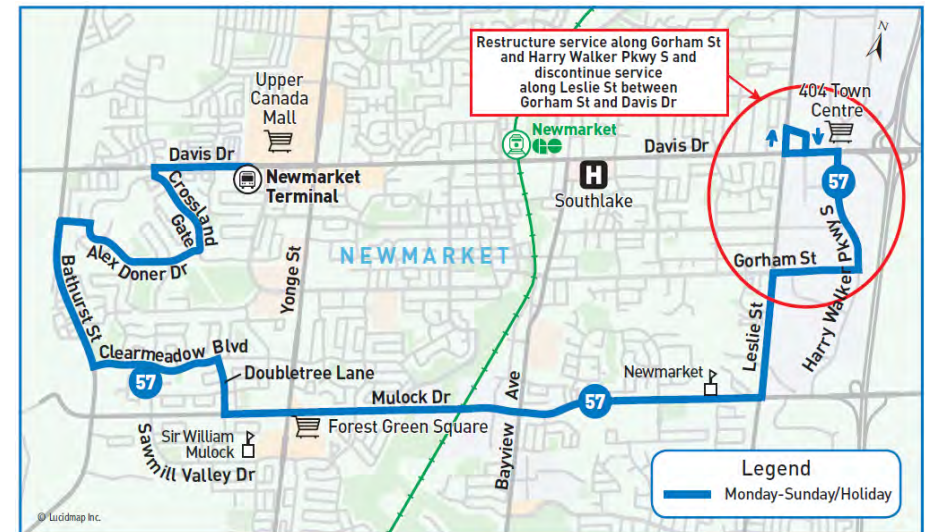 Restructure service along Gorham St
and Harry Walker Pkwy S and
discontinue service
along Leslie St between
Gorham St and Davis Dr
N
Upper
Canada
Mall
404 Town
Centre
Newmarket
GO
Davis Dr
Davis Dr
Newmarket
Terminal
H
Southlake
57
Crossland
Gate
Alex Doner Dr
NEWMARKET
Yonge St
Gorham St
Harry Walker Pkwy S
Bathurst St
Leslie St
Clearmeadow Blvd
57
Doubletree Lane
Newmarket
Mulock Dr
57
Bayview Ave
Forest Green Square
Sir William
Mulock
Sawmill Valley Dr
Legend
Monday-Sunday/Holiday
© Lucidmap Inc.